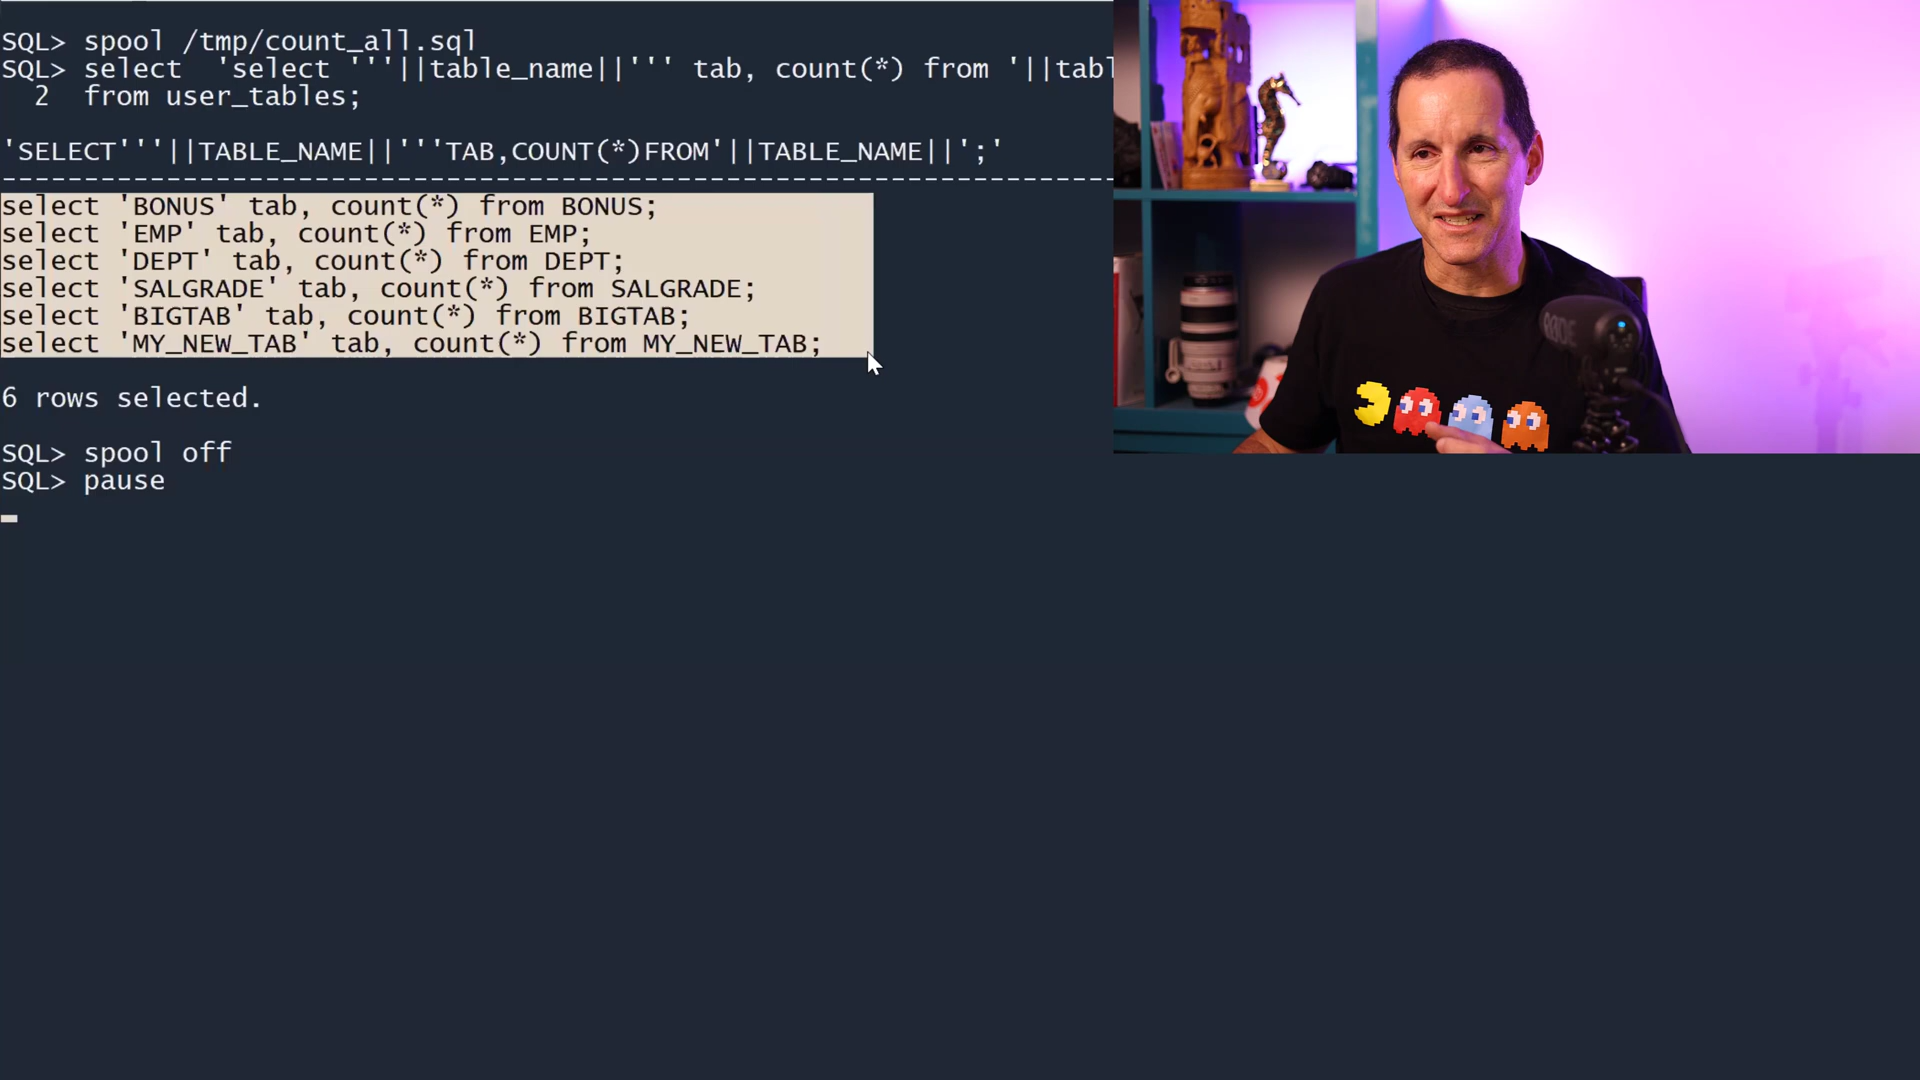 SQL> spool /tmp/count_all.sql
SQL> select  'select '''||table_name||''' tab, count(*) from '||tabl
  2  from user_tables;
'SELECT'''||TABLE_NAME||'''TAB,COUNT(*)FROM'||TABLE_NAME||';'
--------------------------------------------------------------------
select 'BONUS' tab, count(*) from BONUS;
select 'EMP' tab, count(*) from EMP;
select 'DEPT' tab, count(*) from DEPT;
select 'SALGRADE' tab, count(*) from SALGRADE;
select 'BIGTAB' tab, count(*) from BIGTAB;
select 'MY_NEW_TAB' tab, count(*) from MY_NEW_TAB;
6 rows selected.
SQL> spool off
SQL> pause
RØDE